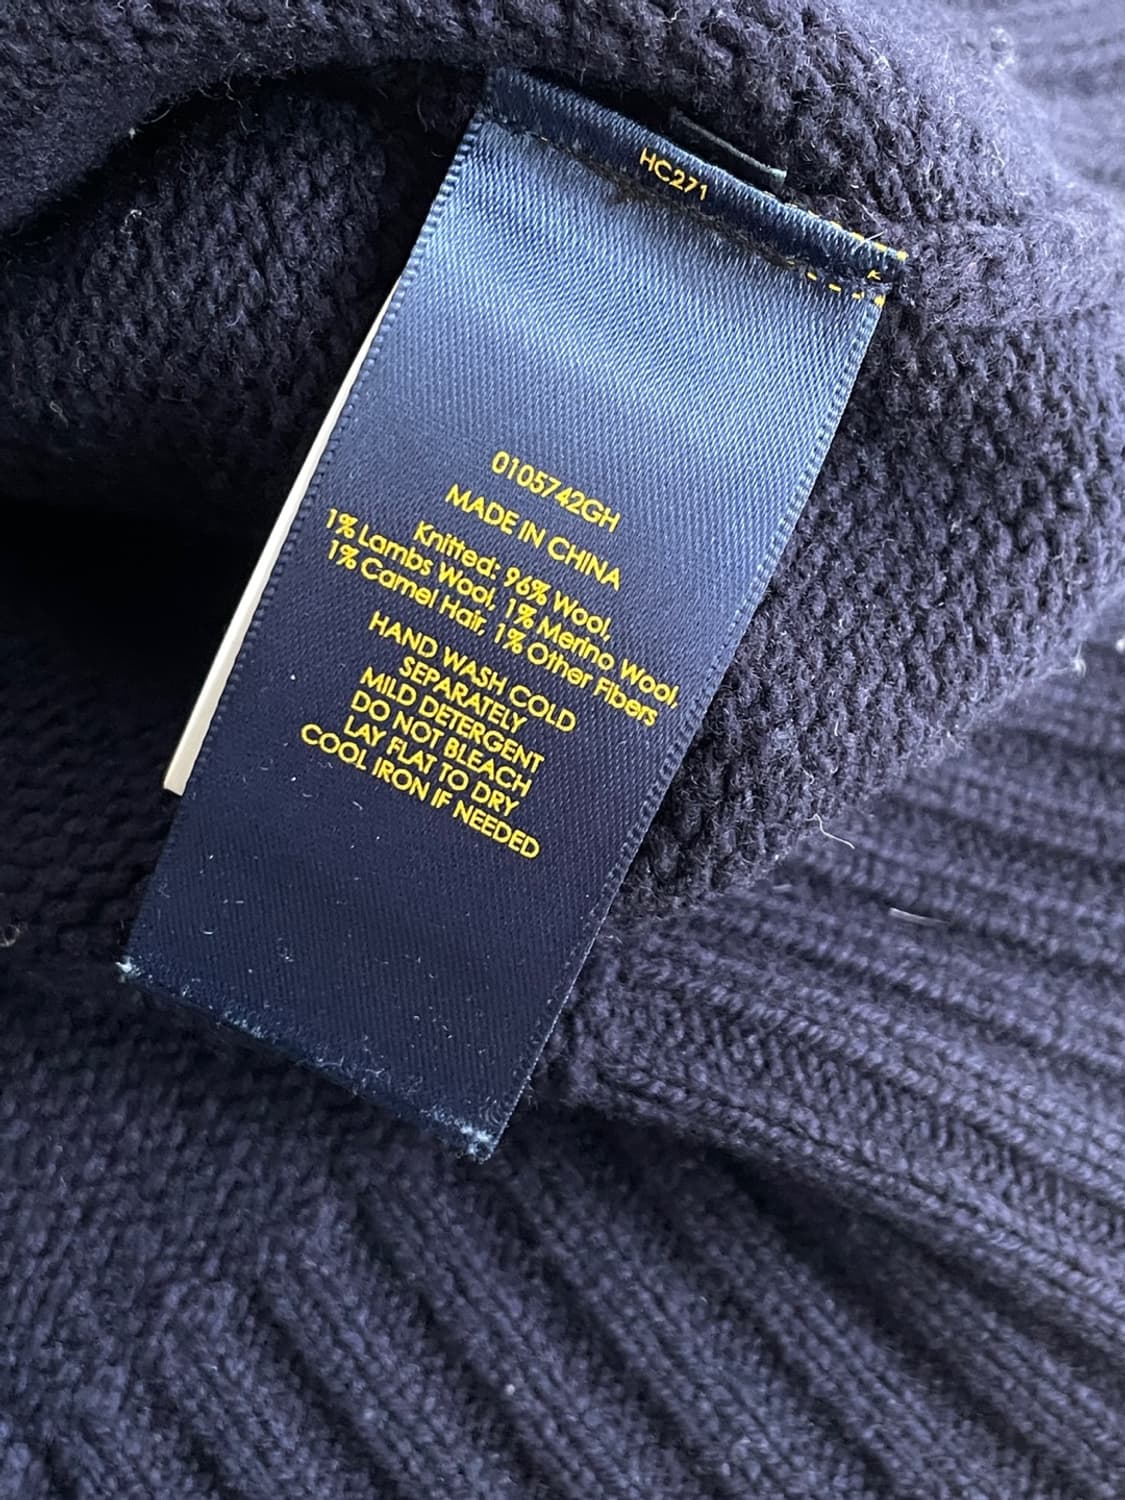 HC271
0105742GH
MADE IN CHINA
Knitted: 96% Wool,
1% Lambs Wool, 1% Merino Wool,
1% Camel Hair, 1% Other Fibers
HAND WASH COLD
SEPARATELY
MILD DETERGENT
DO NOT BLEACH
LAY FLAT TO DRY
COOL IRON IF NEEDED